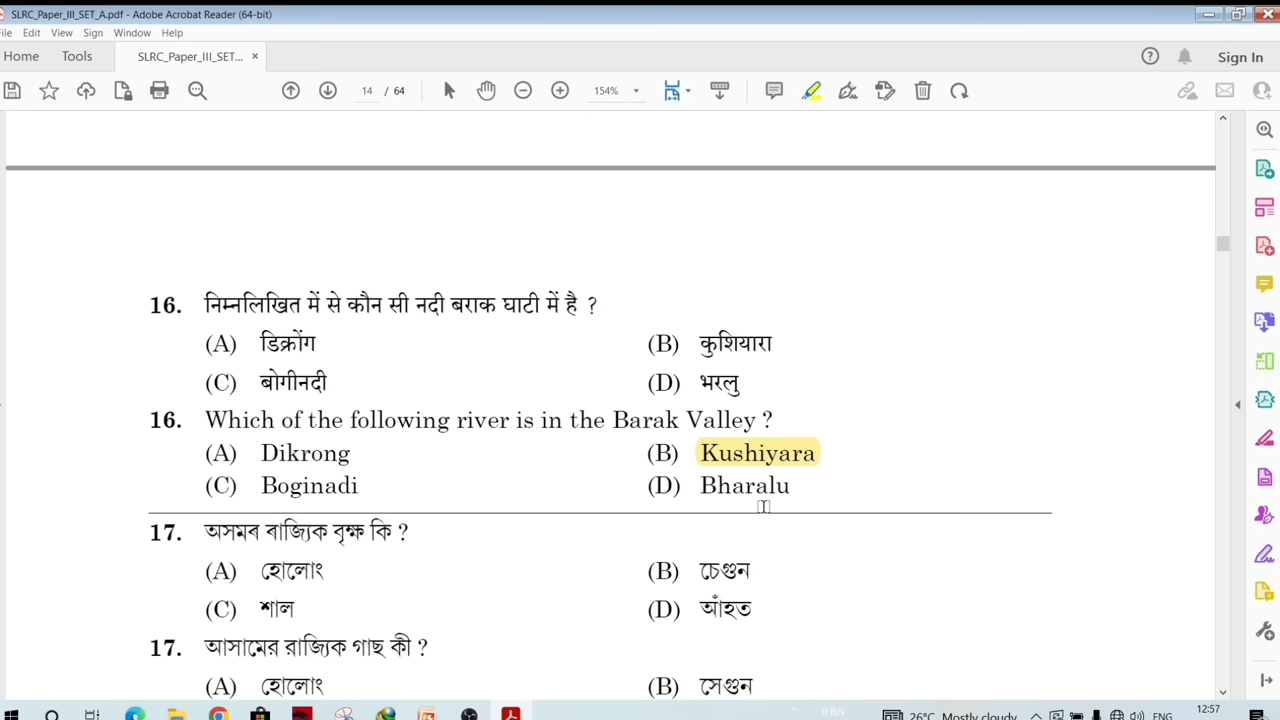 SLRC_Paper_III_SET_A.pdf - Adobe Acrobat Reader (64-bit)
File Edit View Sign Window Help
Home Tools SLRC_Paper_III_SET... × Sign In
14 / 64 154%
16. निम्नलिखित में से कौन सी नदी बराक घाटी में है ?
(A) डिक्रोंग (B) कुशियारा
(C) बोगीनदी (D) भरलु
16. Which of the following river is in the Barak Valley ?
(A) Dikrong (B) Kushiyara
(C) Boginadi (D) Bharalu
17. অসমৰ ৰাজ্যিক বৃক্ষ কি ?
(A) হোলোং (B) চেগুন
(C) শাল (D) আঁহত
17. আসামের রাজ্যিক গাছ কী ?
(A) হোলোং (B) সেগুন
0 B/s 26°C Mostly cloudy ENG 12:57